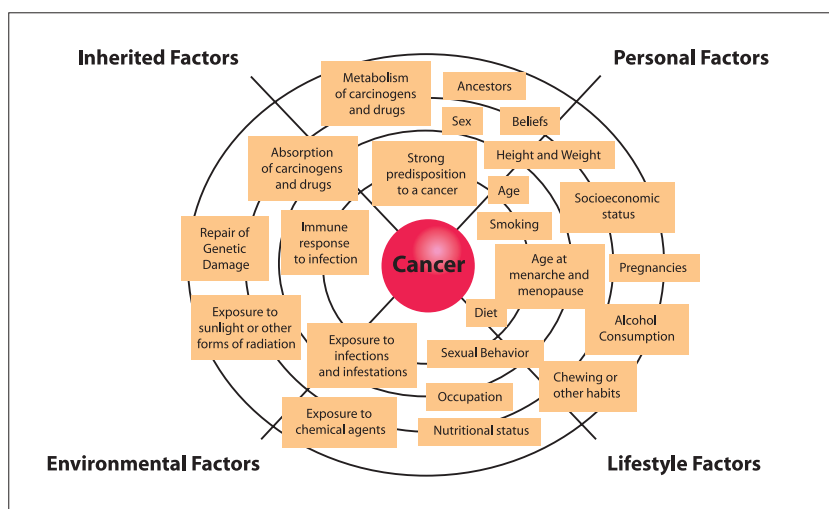 Inherited Factors
Personal Factors
Metabolism
of carcinogens
and drugs
Ancestors
Sex
Beliefs
Absorption
of carcinogens
and drugs
Strong
predisposition
to a cancer
Height and Weight
Age
Socioeconomic
status
Smoking
Repair of
Genetic
Damage
Immune
response
to infection
Cancer
Age at
menarche and
menopause
Pregnancies
Exposure to
sunlight or other
forms of radiation
Diet
Alcohol
Consumption
Exposure to
infections
and infestations
Sexual Behavior
Chewing or
other habits
Occupation
Exposure to
chemical agents
Nutritional status
Environmental Factors
Lifestyle Factors